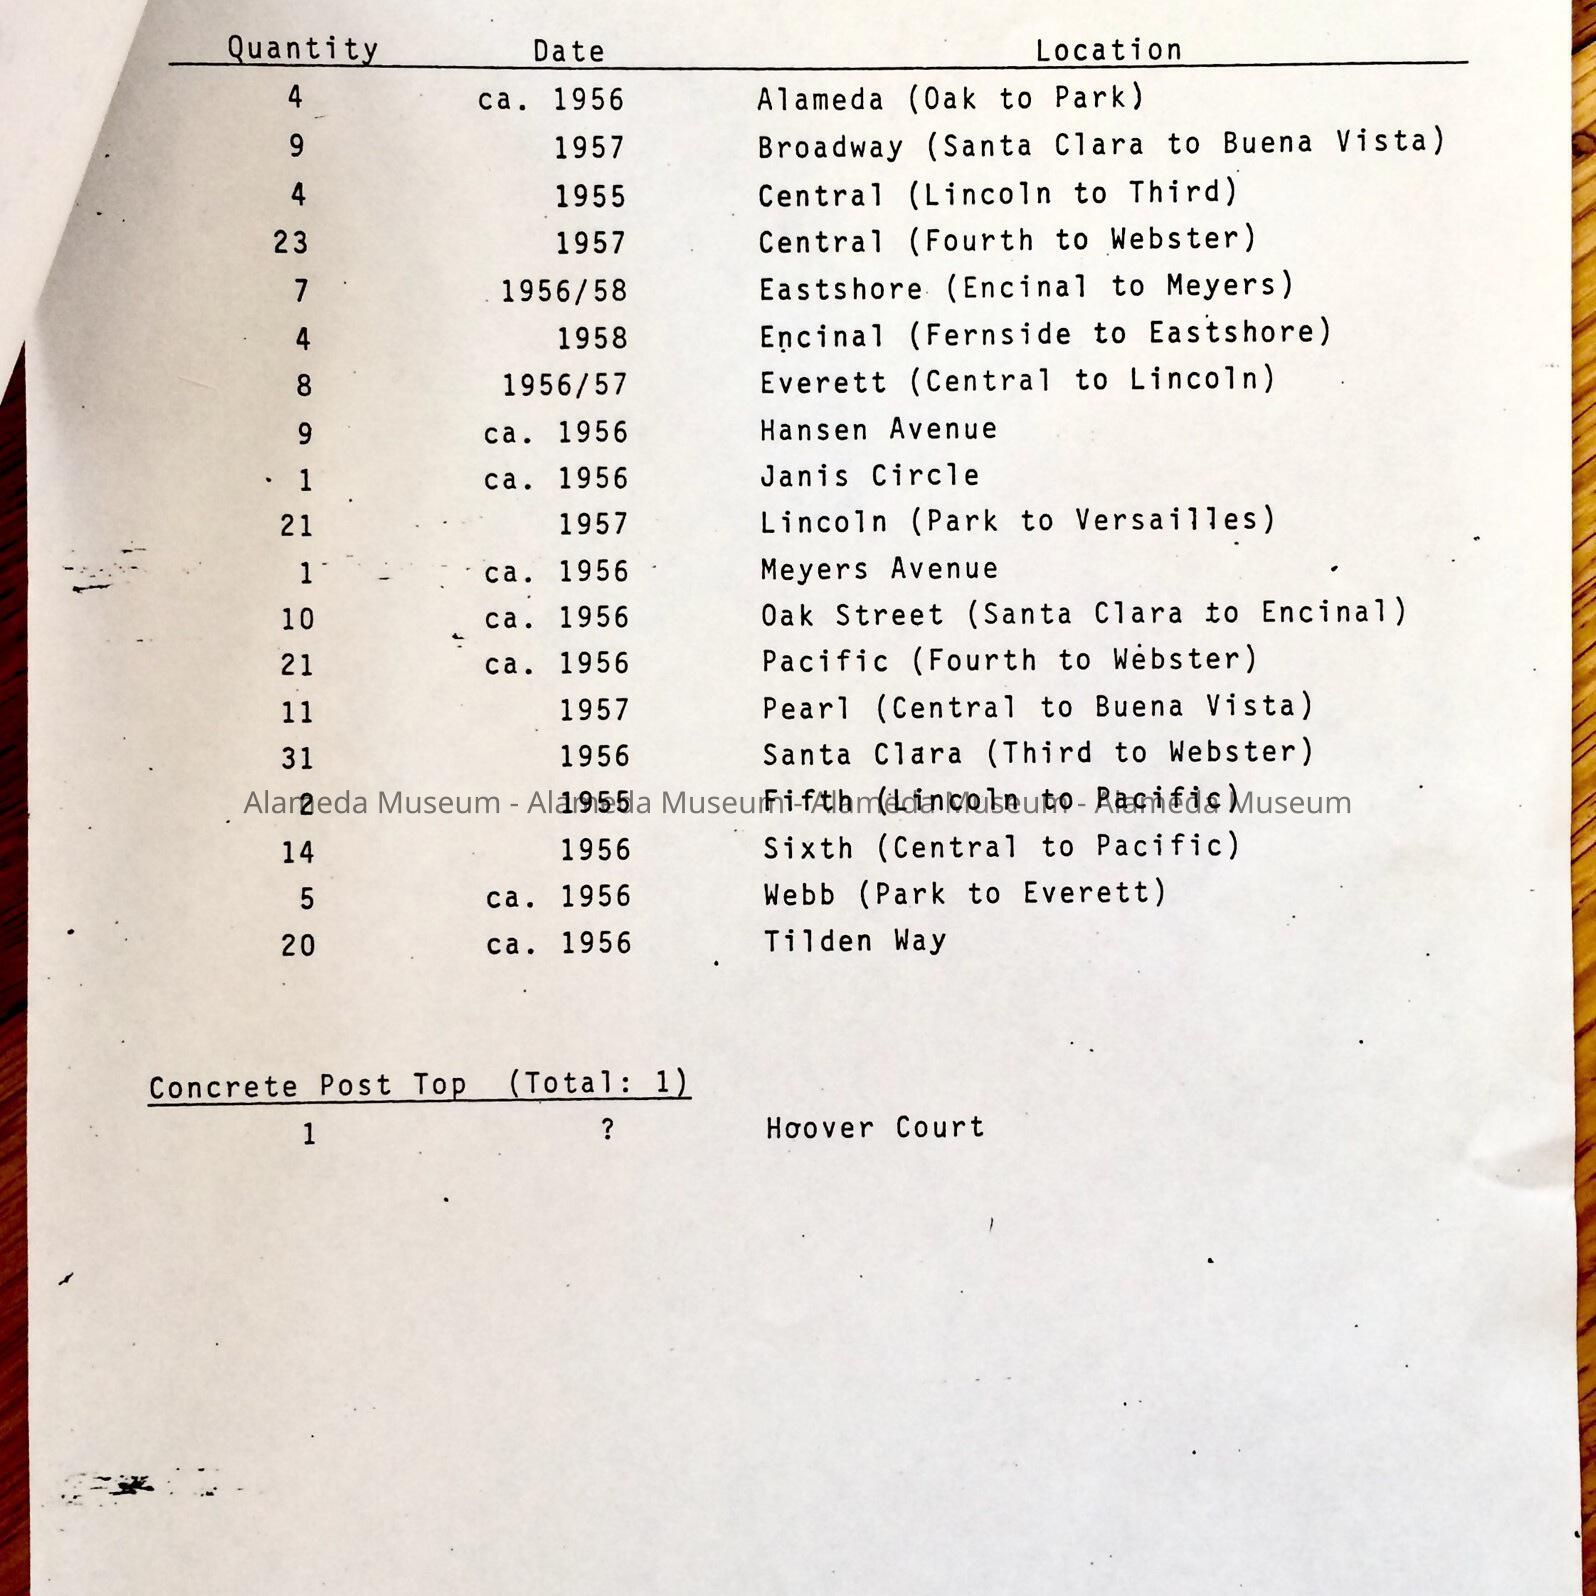 Quantity Date Location
4 ca. 1956 Alameda (Oak to Park)
9 1957 Broadway (Santa Clara to Buena Vista)
4 1955 Central (Lincoln to Third)
23 1957 Central (Fourth to Webster)
7 1956/58 Eastshore (Encinal to Meyers)
4 1958 Encinal (Fernside to Eastshore)
8 1956/57 Everett (Central to Lincoln)
9 ca. 1956 Hansen Avenue
1 ca. 1956 Janis Circle
21 1957 Lincoln (Park to Versailles)
1 ca. 1956 Meyers Avenue
10 ca. 1956 Oak Street (Santa Clara to Encinal)
21 ca. 1956 Pacific (Fourth to Webster)
11 1957 Pearl (Central to Buena Vista)
31 1956 Santa Clara (Third to Webster)
2 1955 Fifth (Lincoln to Pacific)
Alameda Museum - Alameda Museum - Alameda Museum - Alameda Museum
14 1956 Sixth (Central to Pacific)
5 ca. 1956 Webb (Park to Everett)
20 ca. 1956 Tilden Way
Concrete Post Top (Total: 1)
1 ? Hoover Court